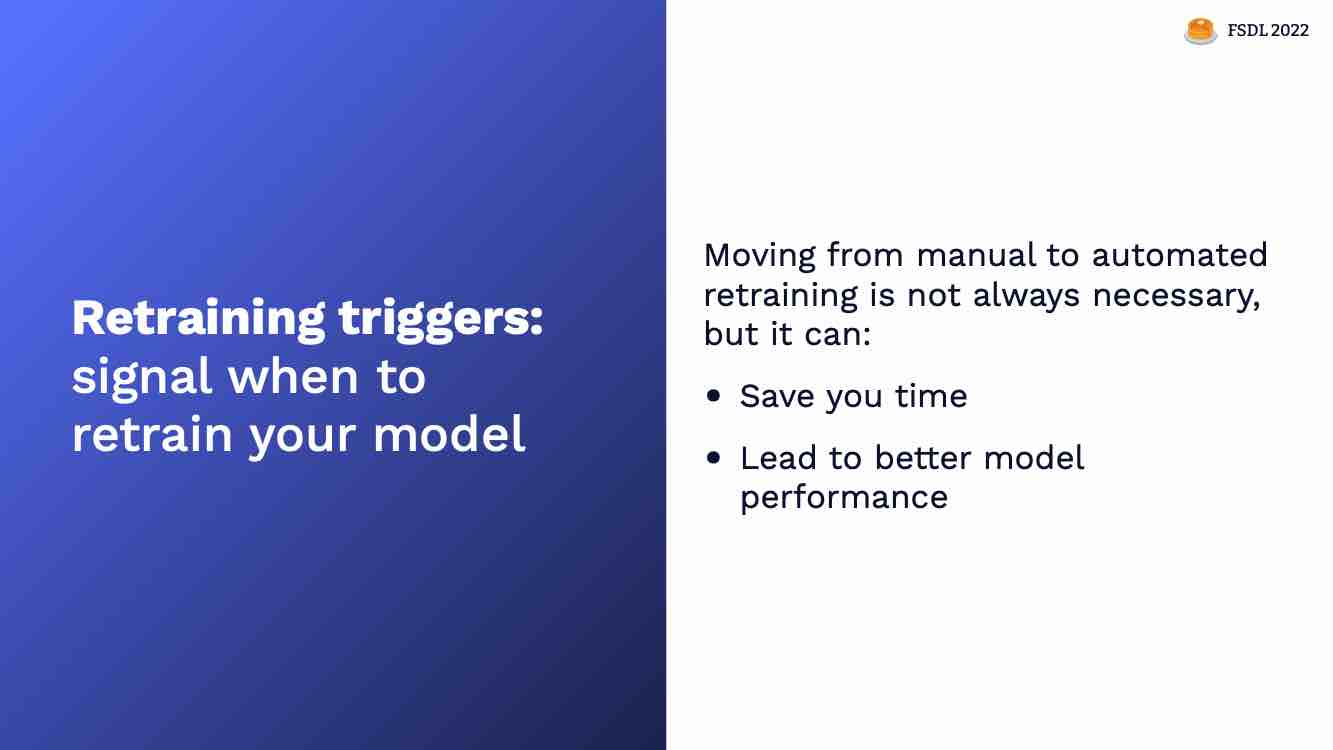 FSDL 2022
Retraining triggers:
signal when to
retrain your model
Moving from manual to automated
retraining is not always necessary,
but it can:
• Save you time
• Lead to better model
performance